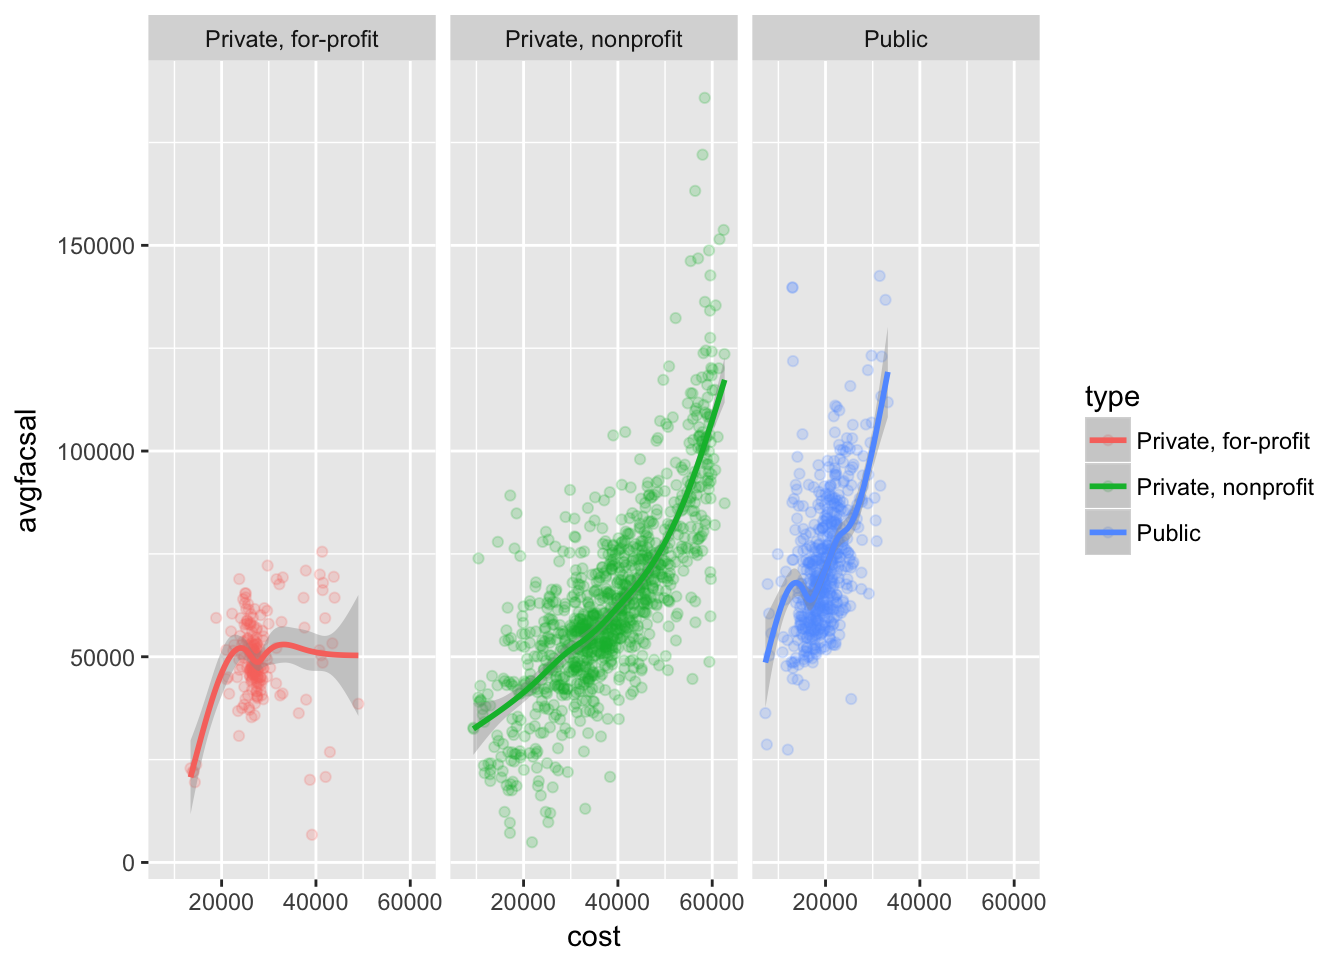 Private, for-profit
Private, nonprofit
Public
avgfacsal
150000
100000
50000
0
20000 40000 60000
20000 40000 60000
20000 40000 60000
cost
type
Private, for-profit
Private, nonprofit
Public